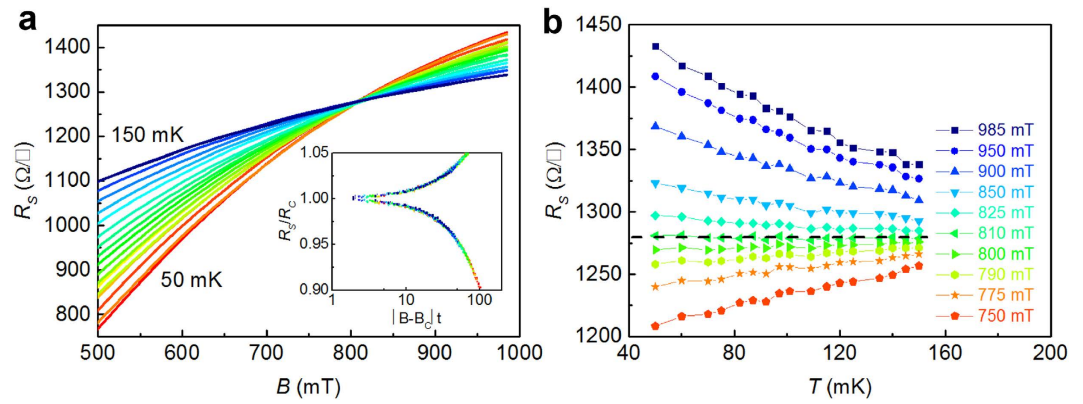 a
R_S (Ω/□)
1400
1300
1200
1100
1000
900
800
150 mK
50 mK
500
600
700
800
900
1000
B (mT)
R_S/R_C
1.05
1.00
0.95
0.90
1
10
100
|B-B_C| t
b
R_S (Ω/□)
1450
1400
1350
1300
1250
1200
40
80
120
160
200
T (mK)
985 mT
950 mT
900 mT
850 mT
825 mT
810 mT
800 mT
790 mT
775 mT
750 mT